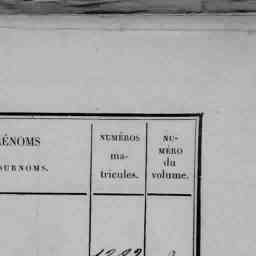 ÉNOMS
SURNOMS.
NUMÉROS
ma-
tricules.
NU-
MÉRO
du
volume.